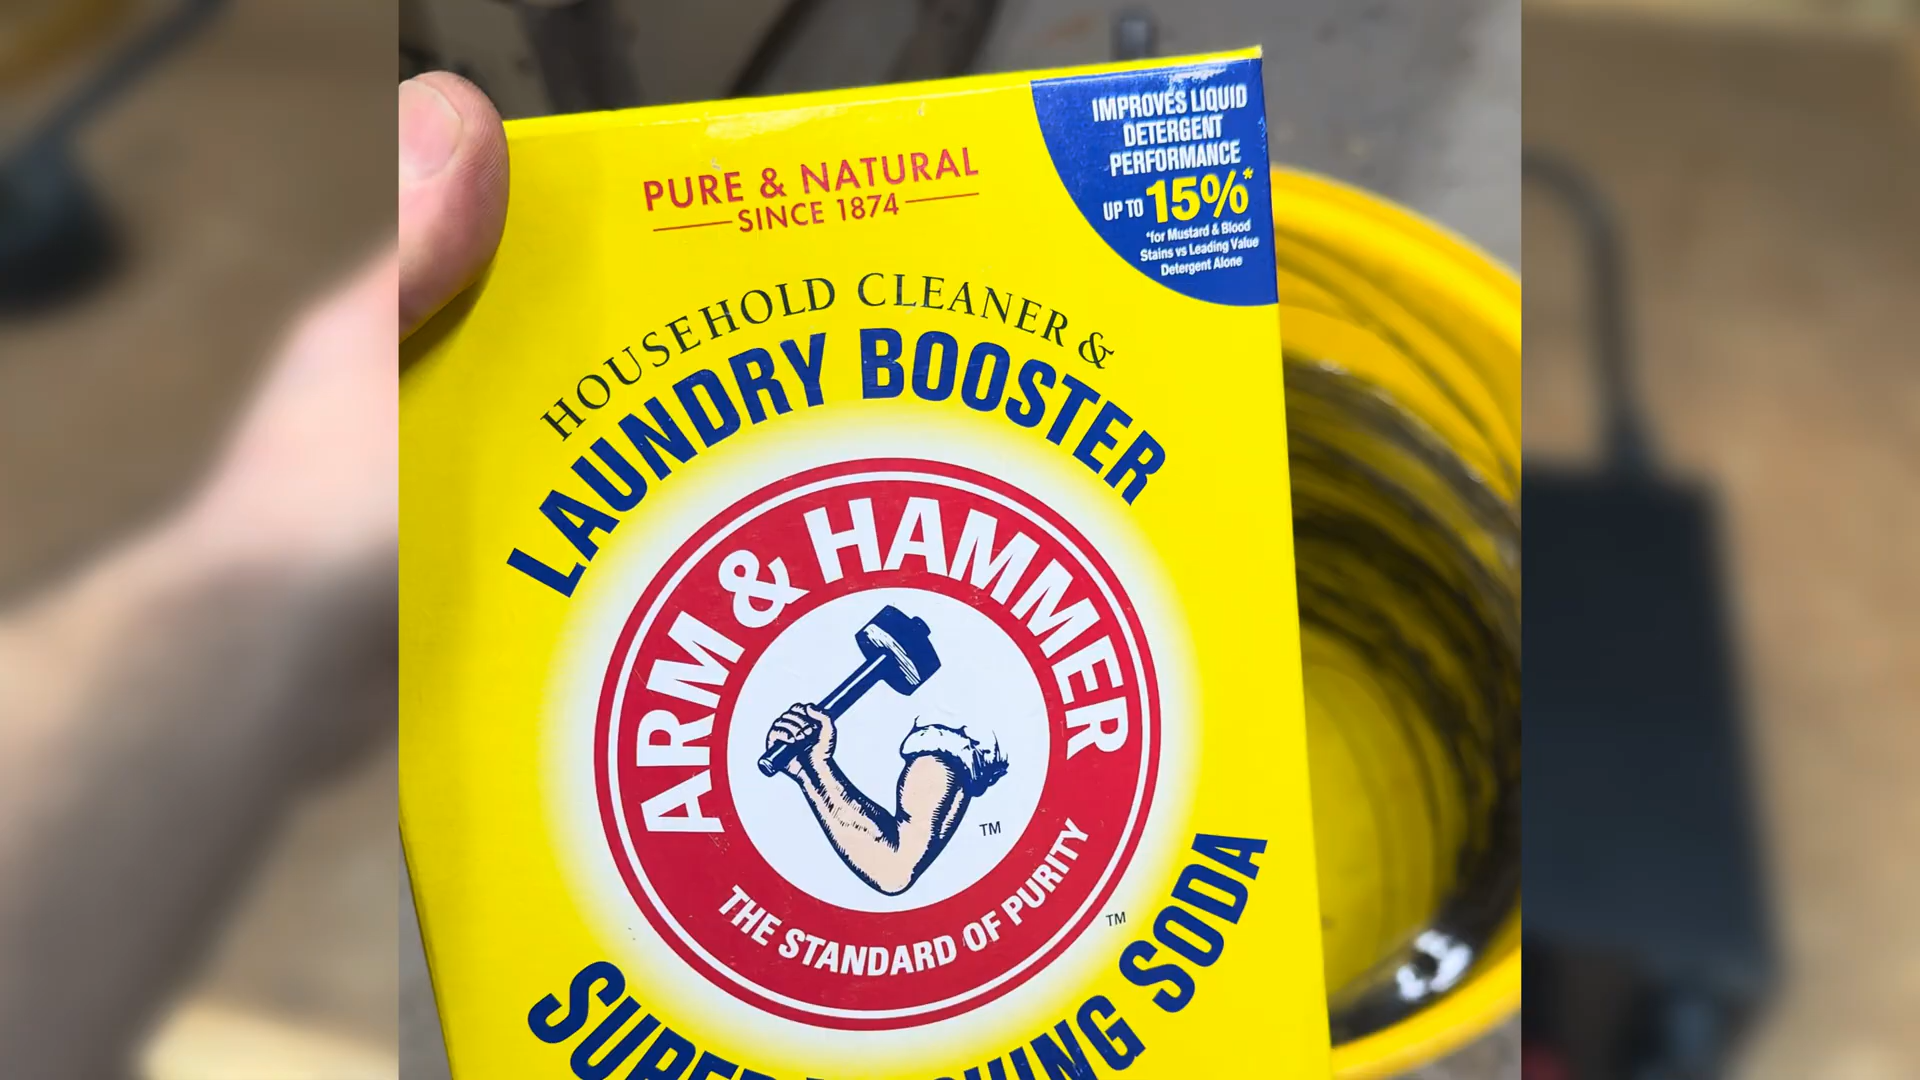 PURE & NATURAL
SINCE 1874
IMPROVES LIQUID
DETERGENT
PERFORMANCE
UP TO 15%*
*for Mustard & Blood
Stains vs Leading Value
Detergent Alone
HOUSEHOLD CLEANER &
LAUNDRY BOOSTER
ARM & HAMMER
TM
THE STANDARD OF PURITY
TM
SODA